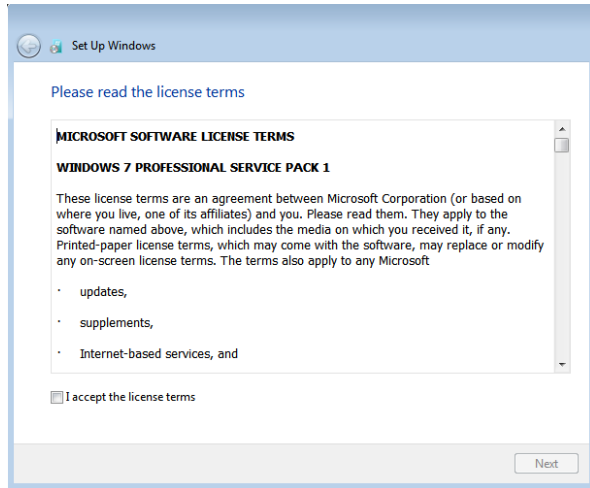 Set Up Windows
Please read the license terms
MICROSOFT SOFTWARE LICENSE TERMS
WINDOWS 7 PROFESSIONAL SERVICE PACK 1
These license terms are an agreement between Microsoft Corporation (or based on
where you live, one of its affiliates) and you. Please read them. They apply to the
software named above, which includes the media on which you received it, if any.
Printed-paper license terms, which may come with the software, may replace or modify
any on-screen license terms. The terms also apply to any Microsoft
· updates,
· supplements,
· Internet-based services, and
I accept the license terms
Next